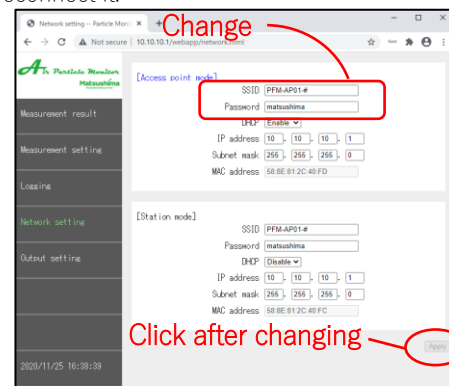 Network setting -- Particle Moni
Change
Not secure | 10.10.10.1/webapp/network.html
Air Particle Monitor
Matsushima
[Access point mode]
SSID PFM-AP01-#
Password matsushima
DHCP Enable
IP address 10 . 10 . 10 . 1
Subnet mask 255 . 255 . 255 . 0
MAC address 58:8E:81:2C:40:FD
Measurement result
Measurement setting
Logging
Network setting
Output setting
[Station mode]
SSID PFM-AP01-#
Password matsushima
DHCP Disable
IP address 10 . 10 . 10 . 1
Subnet mask 255 . 255 . 255 . 0
MAC address 58:8E:81:2C:40:FC
Click after changing
Apply
2020/11/25 16:38:39